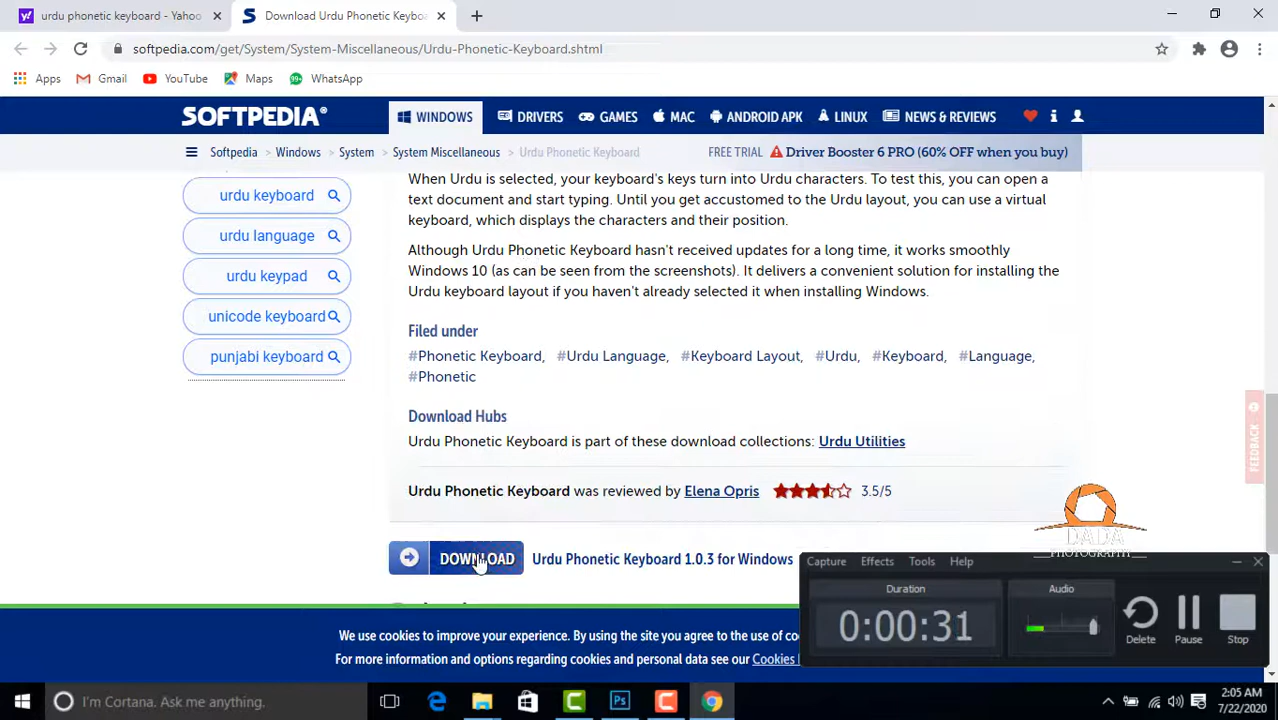 urdu phonetic keyboard - Yahoo
Download Urdu Phonetic Keybo
softpedia.com/get/System/System-Miscellaneous/Urdu-Phonetic-Keyboard.shtml
Apps Gmail YouTube Maps 99+ WhatsApp
SOFTPEDIA® WINDOWS DRIVERS GAMES MAC ANDROID APK LINUX NEWS & REVIEWS
Softpedia > Windows > System > System Miscellaneous > Urdu Phonetic Keyboard FREE TRIAL Driver Booster 6 PRO (60% OFF when you buy)
urdu keyboard
urdu language
urdu keypad
unicode keyboard
punjabi keyboard
When Urdu is selected, your keyboard's keys turn into Urdu characters. To test this, you can open a
text document and start typing. Until you get accustomed to the Urdu layout, you can use a virtual
keyboard, which displays the characters and their position.
Although Urdu Phonetic Keyboard hasn't received updates for a long time, it works smoothly
Windows 10 (as can be seen from the screenshots). It delivers a convenient solution for installing the
Urdu keyboard layout if you haven't already selected it when installing Windows.
Filed under
#Phonetic Keyboard, #Urdu Language, #Keyboard Layout, #Urdu, #Keyboard, #Language,
#Phonetic
Download Hubs
Urdu Phonetic Keyboard is part of these download collections: Urdu Utilities
Urdu Phonetic Keyboard was reviewed by Elena Opris 3.5/5
FEEDBACK
DADA
PHOTOGRAPHY
DOWNLOAD Urdu Phonetic Keyboard 1.0.3 for Windows
Capture Effects Tools Help
Duration
0:00:31
Audio
Delete Pause Stop
We use cookies to improve your experience. By using the site you agree to the use of co
For more information and options regarding cookies and personal data see our Cookies
I'm Cortana. Ask me anything.
Ps
2:05 AM
7/22/2020